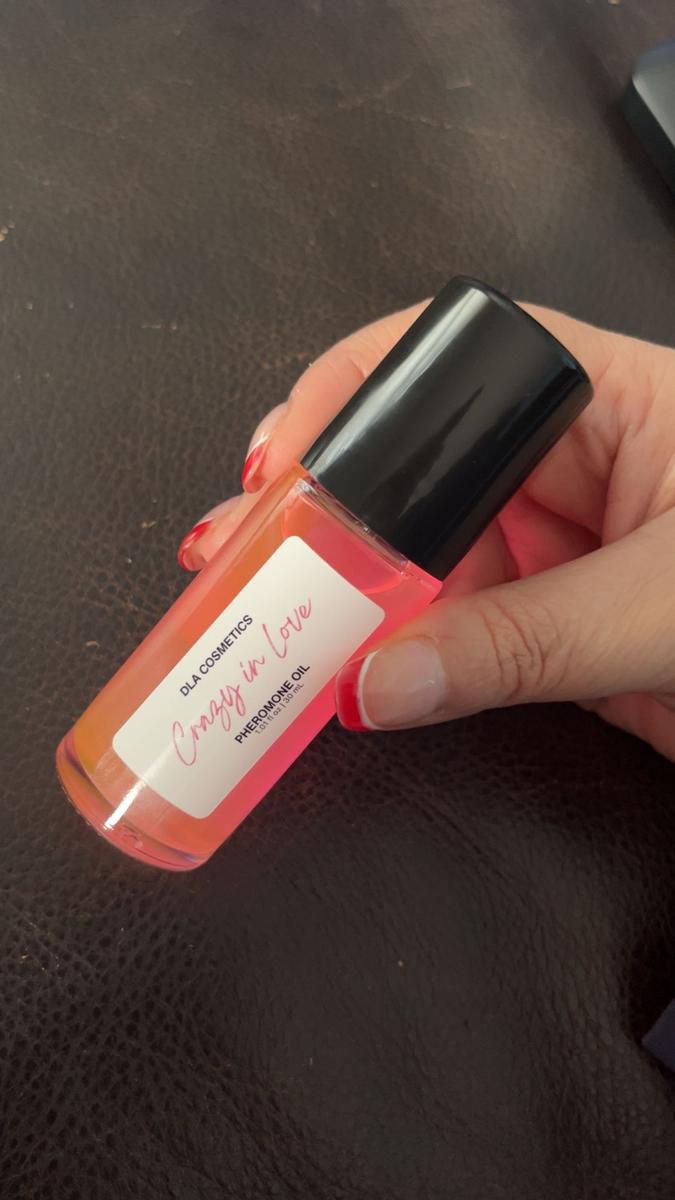 DLA COSMETICS
Crazy in Love
PHEROMONE OIL
1.01 fl oz | 30 mL